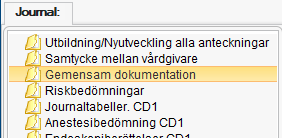 Journal:
Utbildning/Nyutveckling alla anteckningar
Samtycke mellan vårdgivare
Gemensam dokumentation
Riskbedömningar
Journaltabeller. CD1
Anestesibedömning CD1